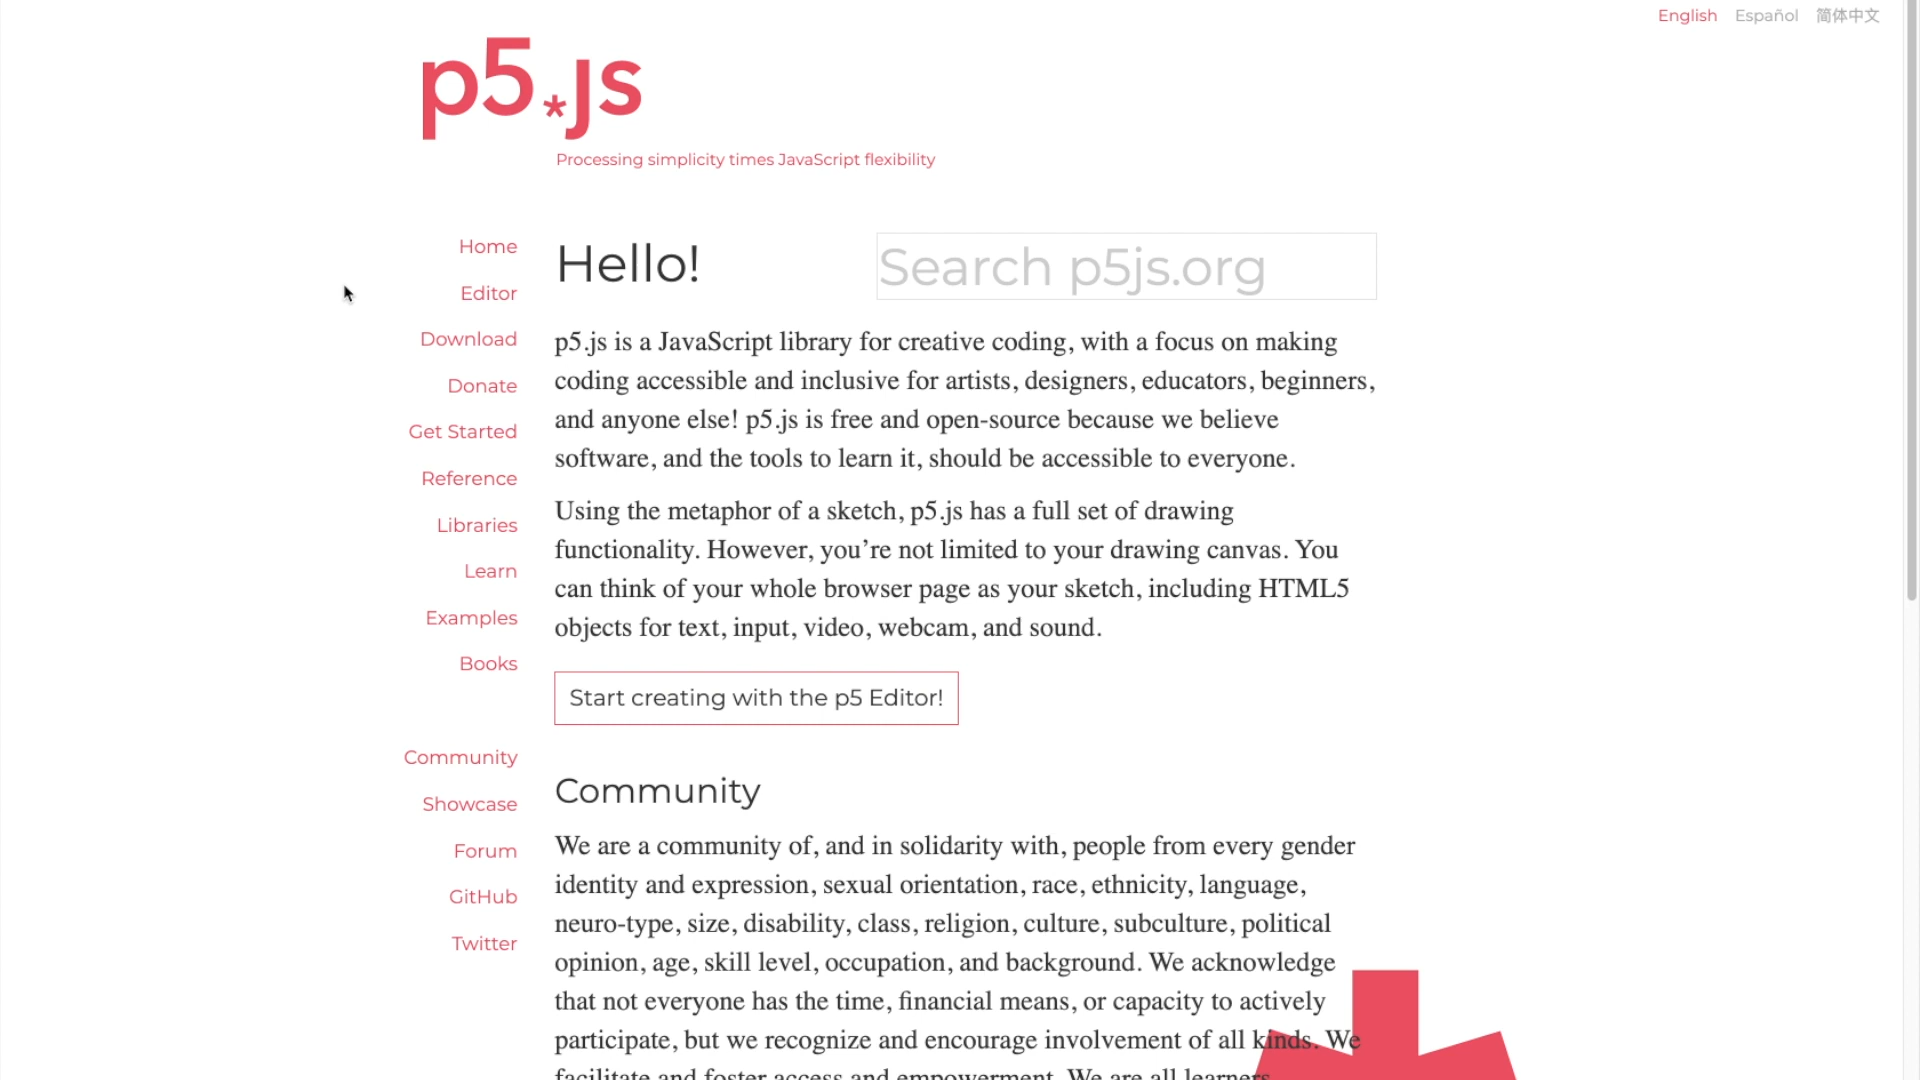 English Español 简体中文
p5*js
Processing simplicity times JavaScript flexibility
Home
Editor
Download
Donate
Get Started
Reference
Libraries
Learn
Examples
Books
Community
Showcase
Forum
GitHub
Twitter
Hello!
Search p5js.org
p5.js is a JavaScript library for creative coding, with a focus on making
coding accessible and inclusive for artists, designers, educators, beginners,
and anyone else! p5.js is free and open-source because we believe
software, and the tools to learn it, should be accessible to everyone.
Using the metaphor of a sketch, p5.js has a full set of drawing
functionality. However, you’re not limited to your drawing canvas. You
can think of your whole browser page as your sketch, including HTML5
objects for text, input, video, webcam, and sound.
Start creating with the p5 Editor!
Community
We are a community of, and in solidarity with, people from every gender
identity and expression, sexual orientation, race, ethnicity, language,
neuro-type, size, disability, class, religion, culture, subculture, political
opinion, age, skill level, occupation, and background. We acknowledge
that not everyone has the time, financial means, or capacity to actively
participate, but we recognize and encourage involvement of all kinds. We
facilitate and foster access and empowerment. We are all learners.